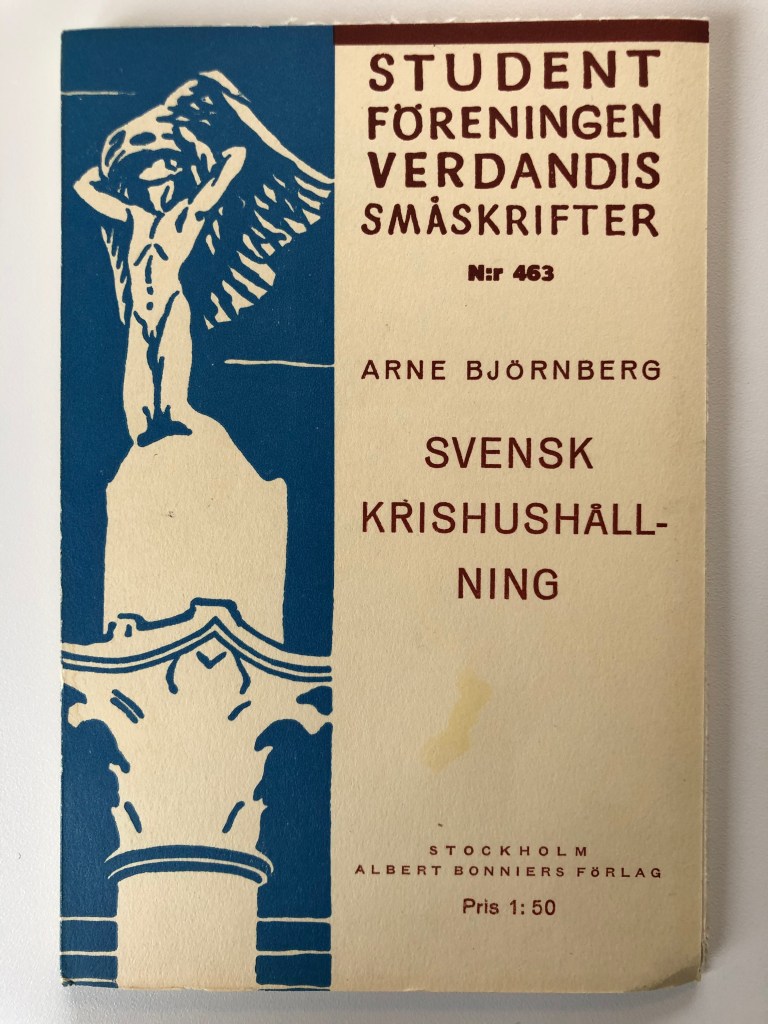 STUDENT
FÖRENINGEN
VERDANDIS
SMÅSKRIFTER
N:r 463
ARNE BJÖRNBERG
SVENSK
KRISHUSHÅLL-
NING
STOCKHOLM
ALBERT BONNIERS FÖRLAG
Pris 1:50